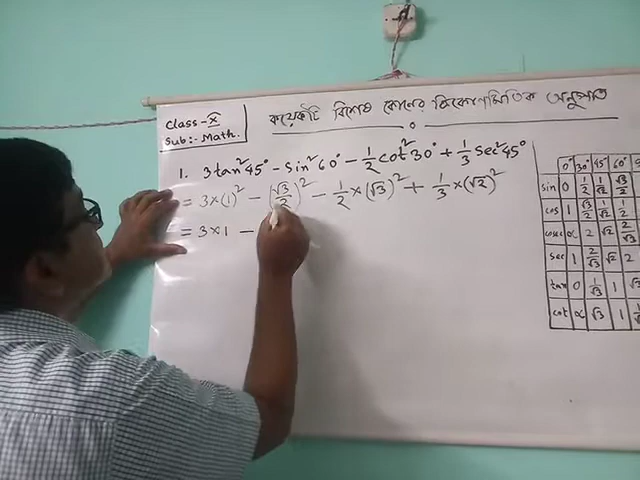 Class - X
Sub:- Math.
কয়েকটি বিশেষ কোনের ত্রিকোণমিতিক অনুপাত
1. 3tan²45° - sin²60° - 1/2 cot²30° + 1/3 sec²45°
= 3×(1)² - (√3/2)² - 1/2 × (√3)² + 1/3 × (√2)²
= 3×1 -
0° 30° 45° 60°
sin 0 1/2 1/√2 √3/2
cos 1 √3/2 1/√2 1/2
cosec α 2 √2 2/√3
sec 1 2/√3 √2 2
tan 0 1/√3 1 √3
cot α √3 1